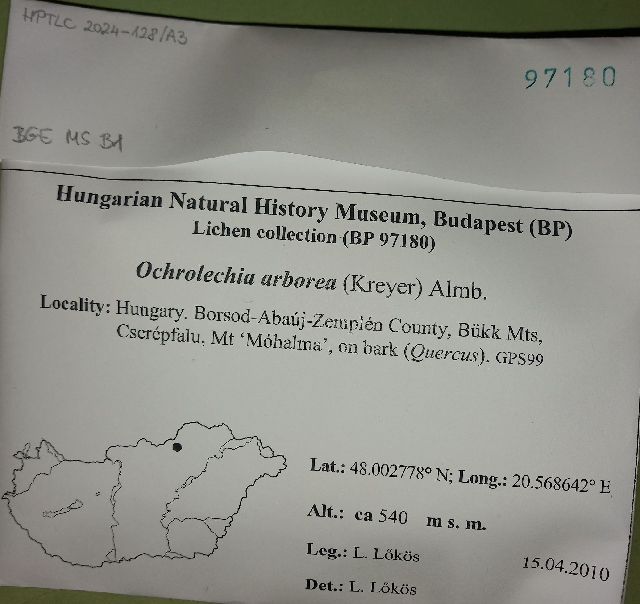 HPTLC 2024-128/A3
97180
BGE MS B1
Hungarian Natural History Museum, Budapest (BP)
Lichen collection (BP 97180)
Ochrolechia arborea (Kreyer) Almb.
Locality: Hungary. Borsod-Abaúj-Zemplén County, Bükk Mts,
Cserépfalu. Mt ‘Móhalma’, on bark (Quercus). GPS99
Lat.: 48.002778° N; Long.: 20.568642° E
Alt.: ca 540 m s. m.
Leg.: L. Lőkös 15.04.2010
Det.: L. Lőkös